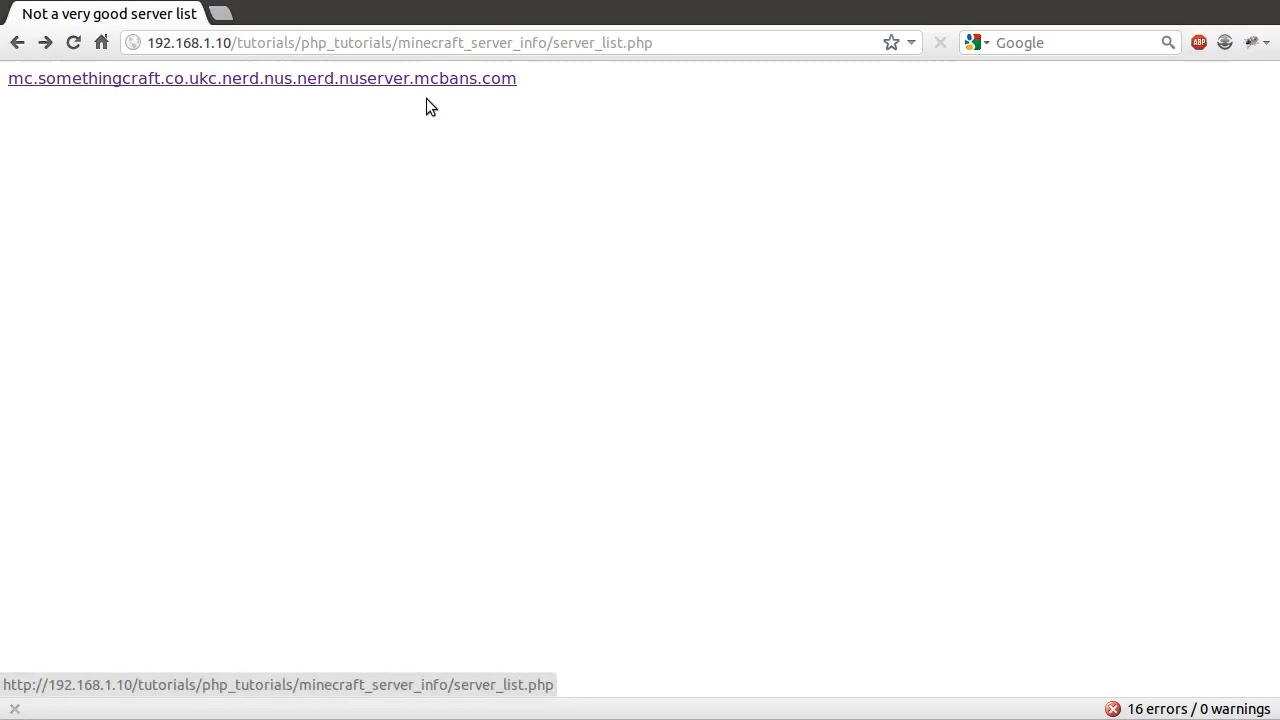 Not a very good server list
192.168.1.10/tutorials/php_tutorials/minecraft_server_info/server_list.php
Google
ABP
mc.somethingcraft.co.ukc.nerd.nus.nerd.nuserver.mcbans.com
http://192.168.1.10/tutorials/php_tutorials/minecraft_server_info/server_list.php
16 errors / 0 warnings